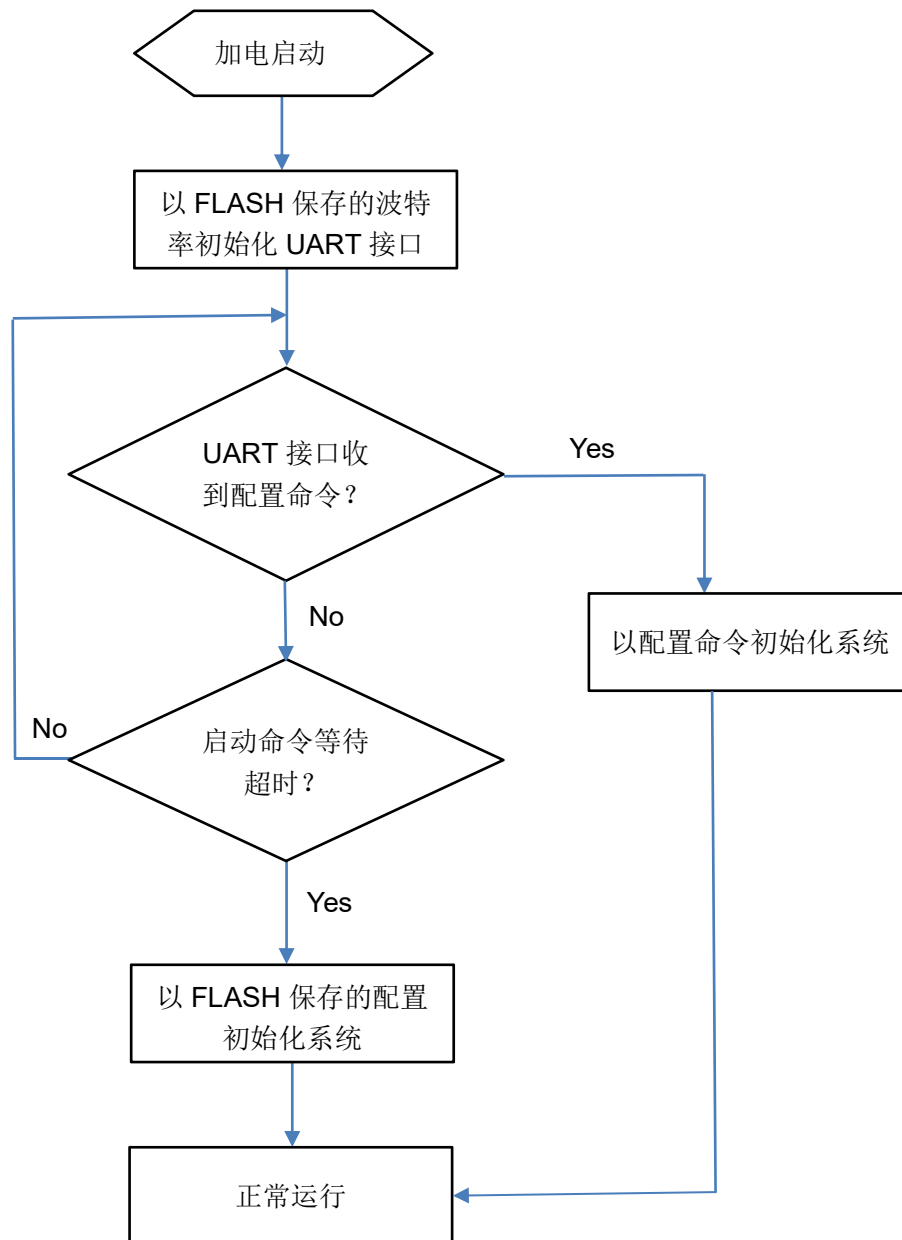 加电启动
以 FLASH 保存的波特
率初始化 UART 接口
UART 接口收
到配置命令？
Yes
No
以配置命令初始化系统
No
启动命令等待
超时？
Yes
以 FLASH 保存的配置
初始化系统
正常运行